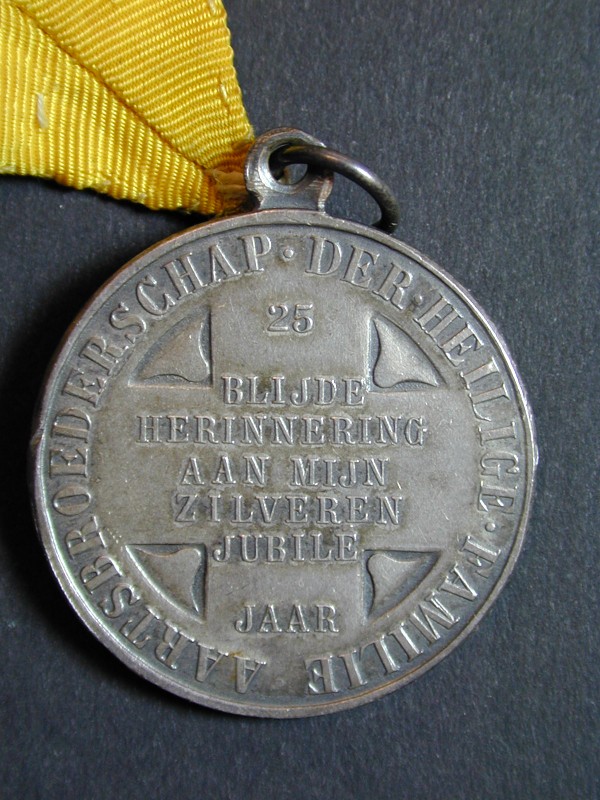 AARTSBROEDERSCHAP · DER · HEILIGE · FAMILIE
25
BLIJDE
HERINNERING
AAN MIJN
ZILVEREN
JUBILE
JAAR